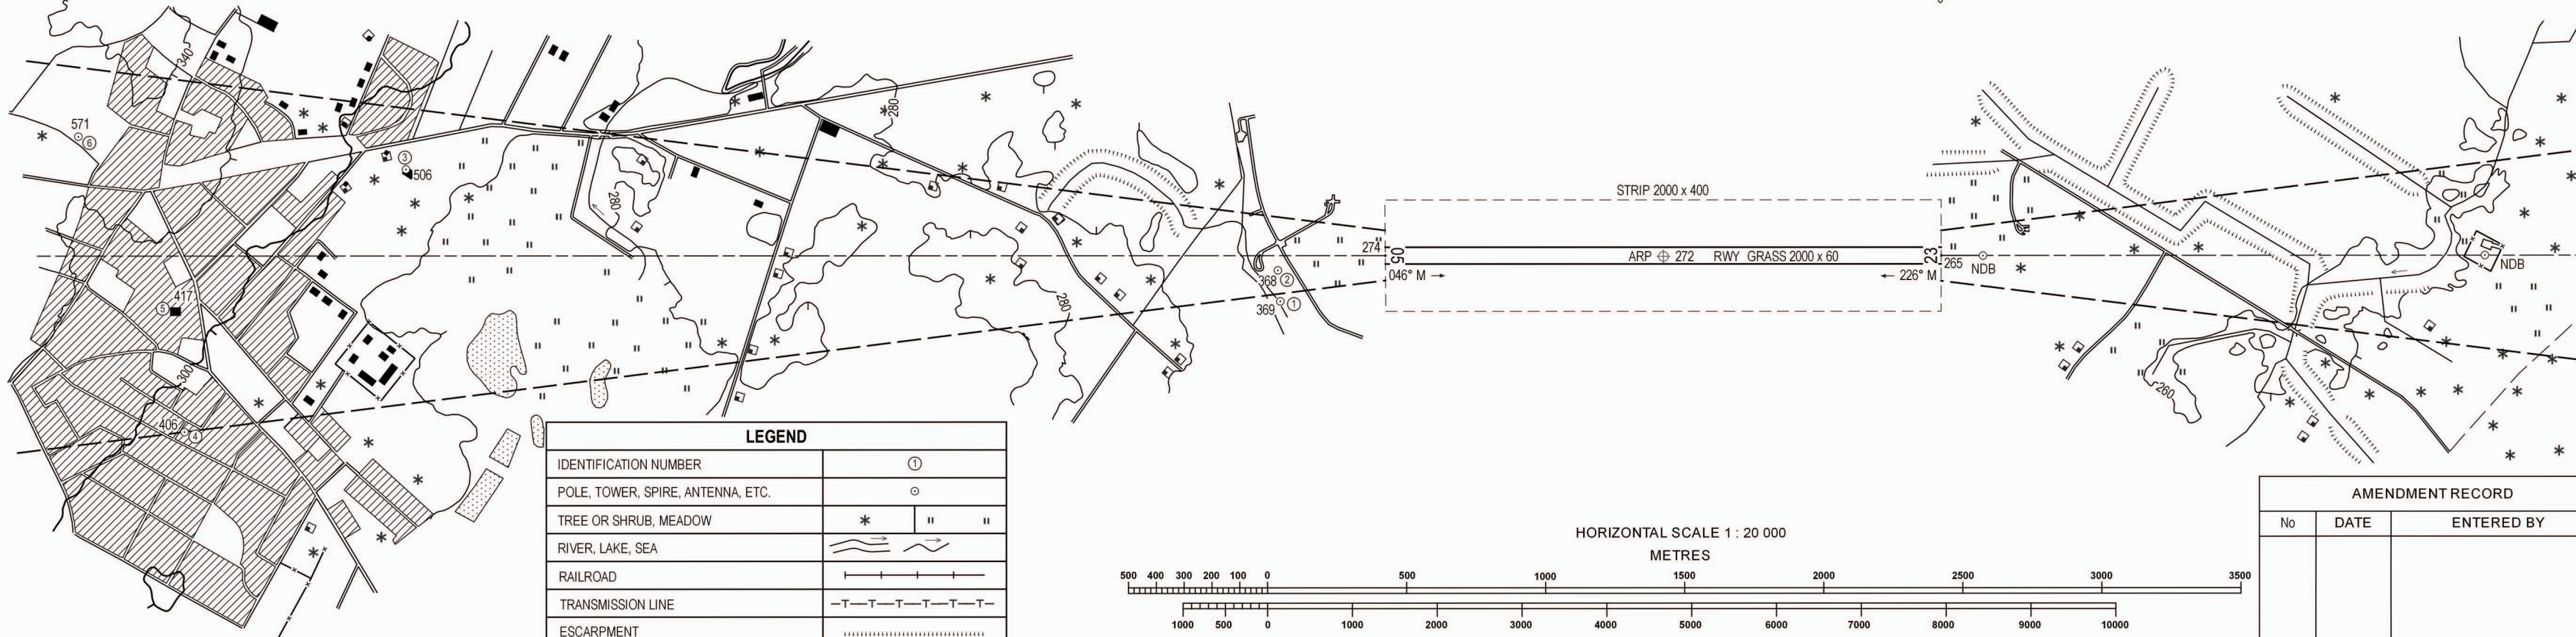 340
571
6
3
506
417
5
300
406
4
280
280
280
STRIP 2000 x 400
274
05
046° M →
ARP 272 RWY GRASS 2000 x 60
← 226° M
23
265
NDB
NDB
368 2
369 1
260
LEGEND
IDENTIFICATION NUMBER 1
POLE, TOWER, SPIRE, ANTENNA, ETC.
TREE OR SHRUB, MEADOW
RIVER, LAKE, SEA
RAILROAD
TRANSMISSION LINE —T—T—T—T—T—
ESCARPMENT
HORIZONTAL SCALE 1 : 20 000
METRES
500 400 300 200 100 0 500 1000 1500 2000 2500 3000 3500
1000 500 0 1000 2000 3000 4000 5000 6000 7000 8000 9000 10000
AMENDMENT RECORD
No DATE ENTERED BY